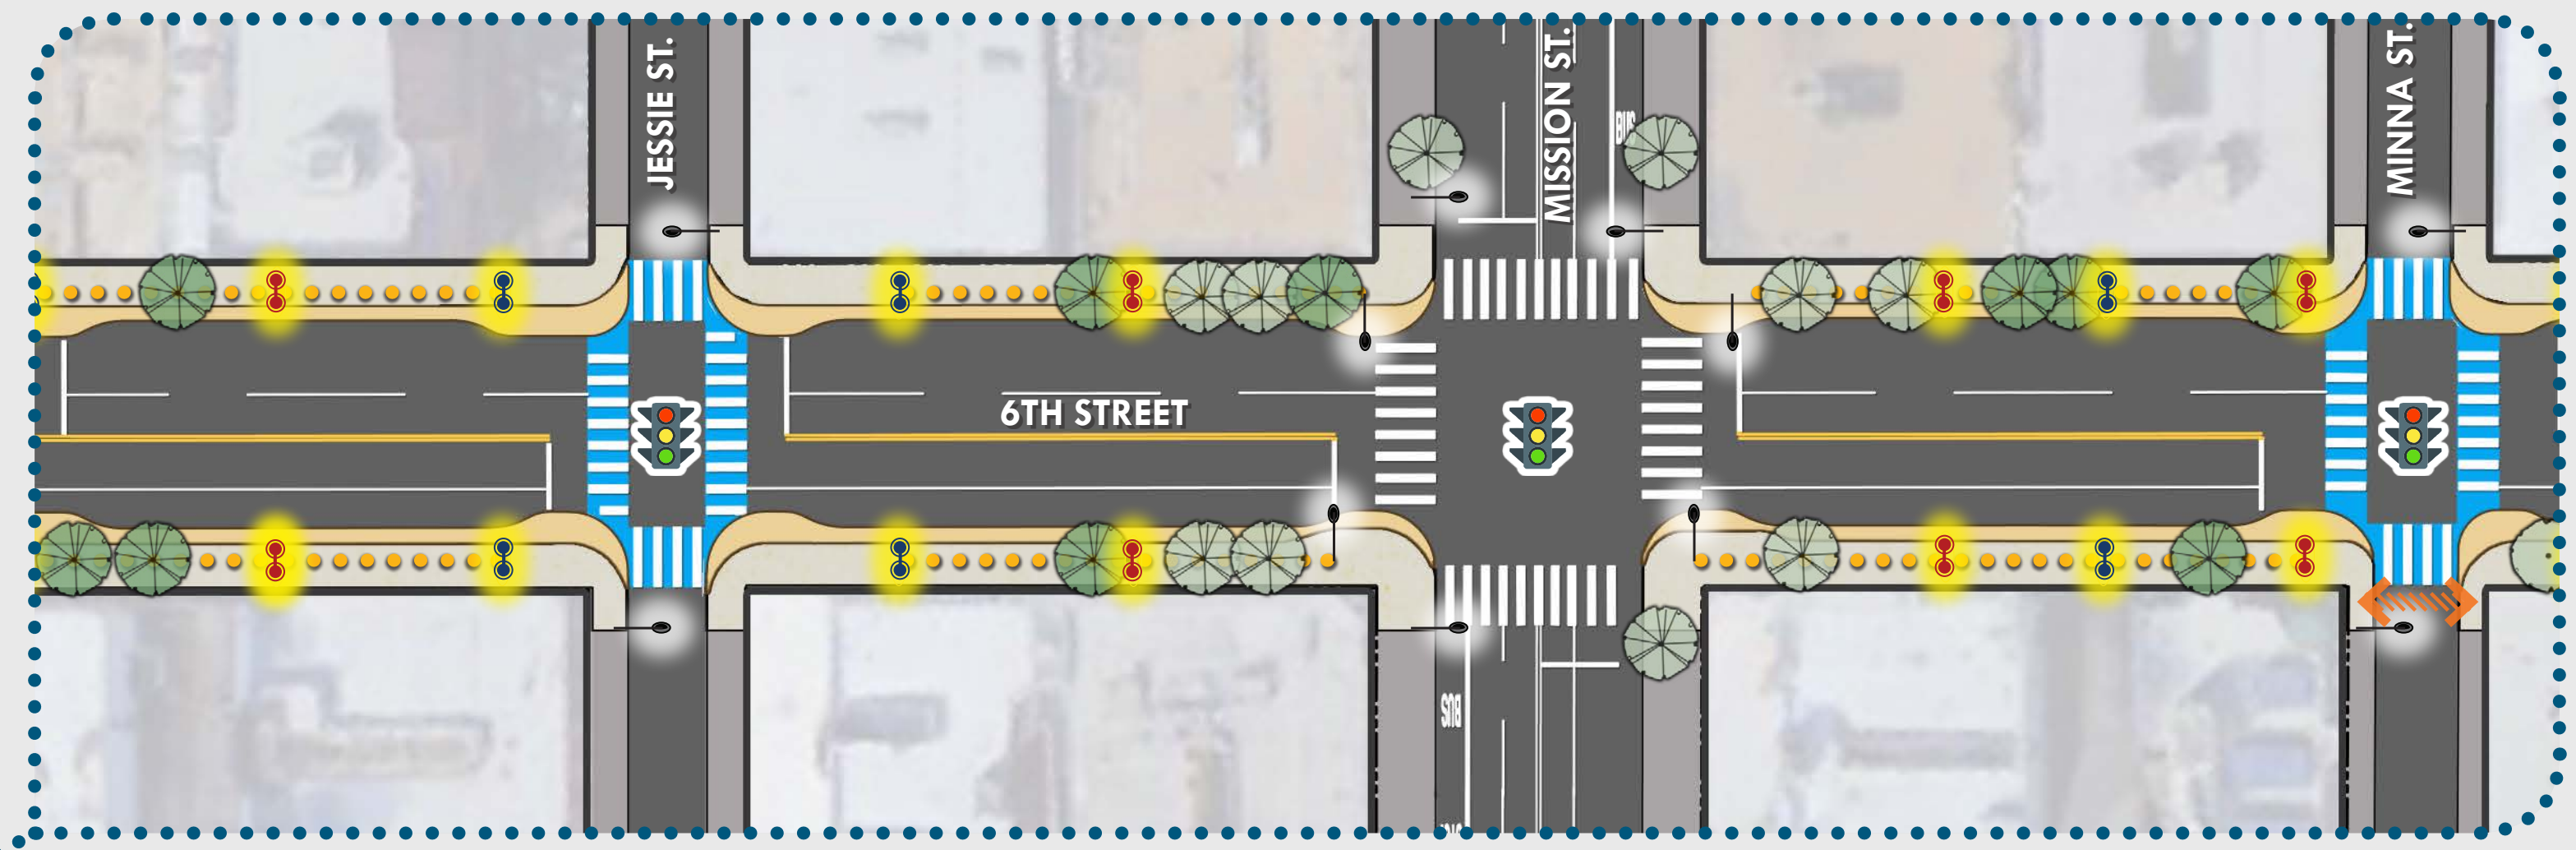 JESSIE ST.
MISSION ST.
BUS
MINNA ST.
6TH STREET
BUS